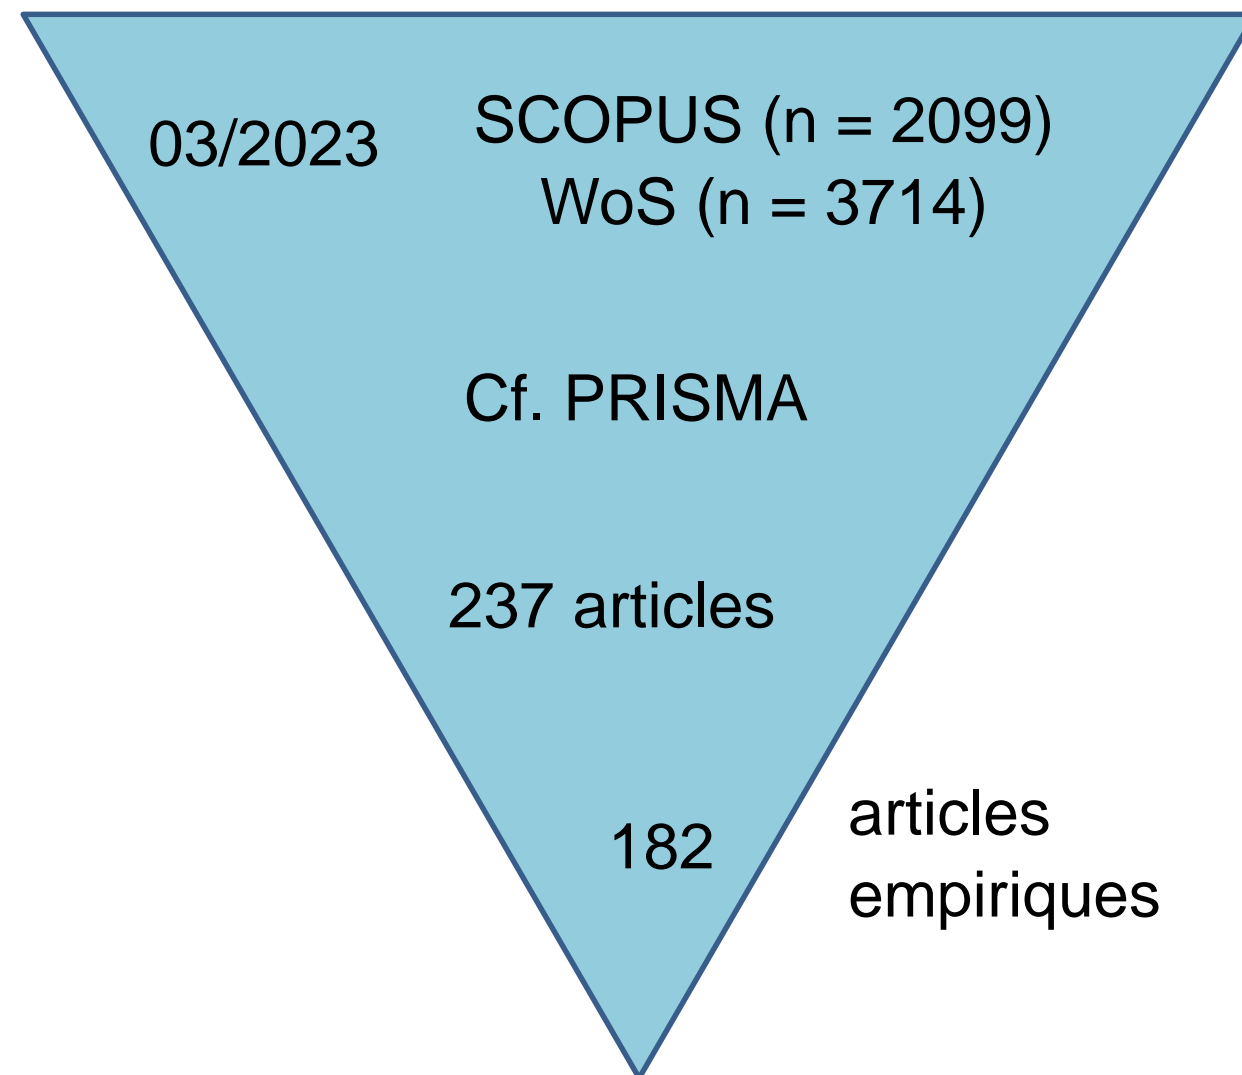 03/2023
SCOPUS (n = 2099)
WoS (n = 3714)
Cf. PRISMA
237 articles
182
articles
empiriques